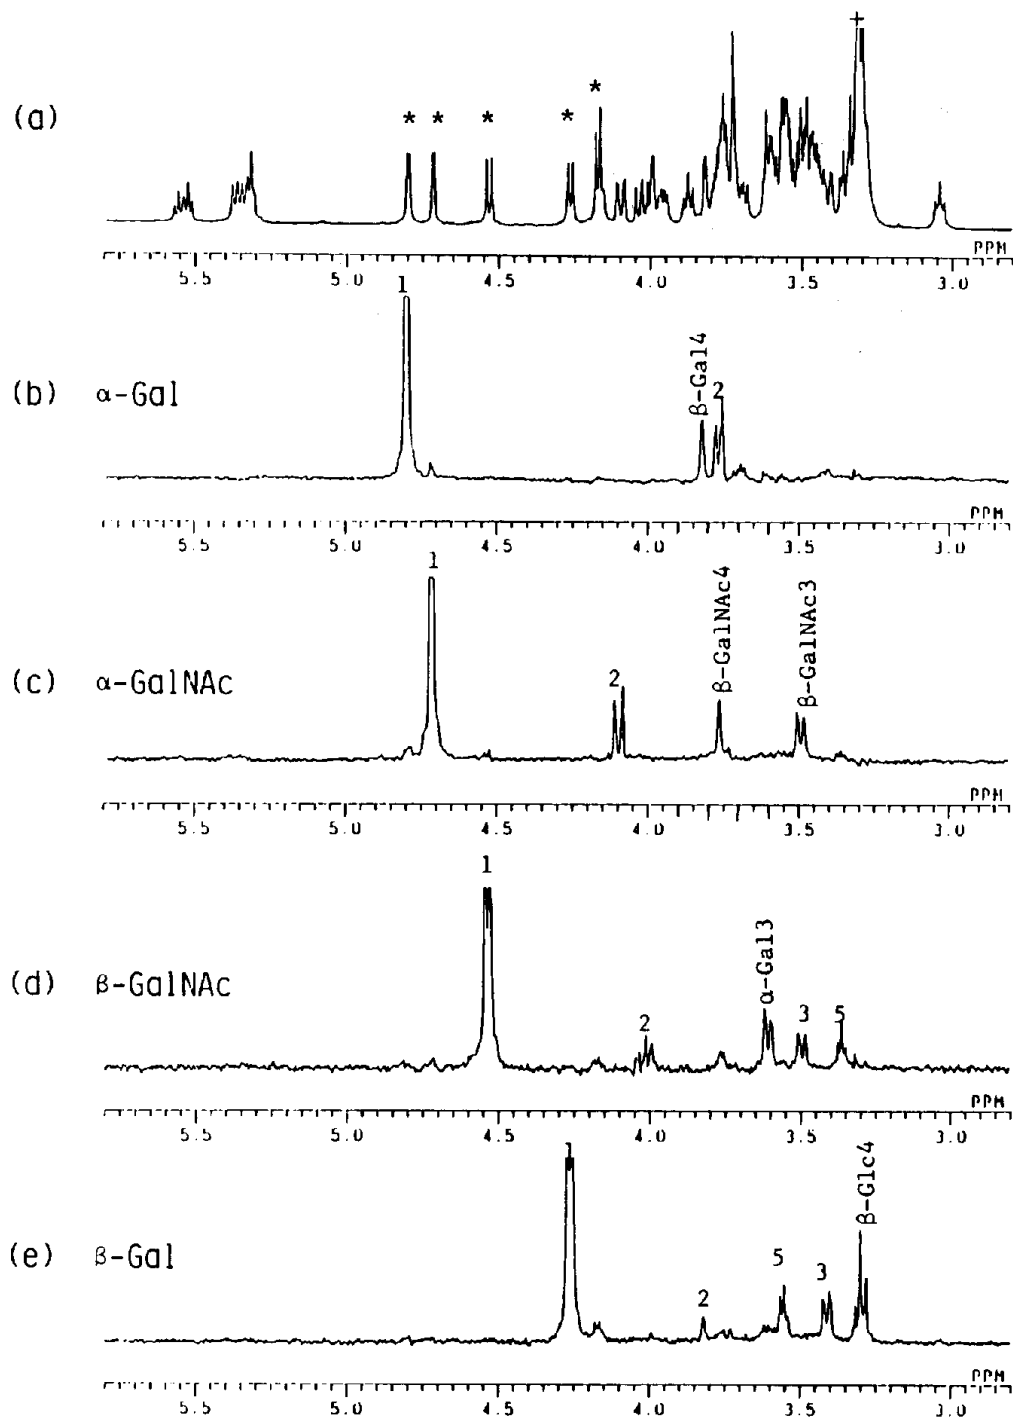 +
*
(a) * * * *
PPM
5.5 5.0 4.5 4.0 3.5 3.0
1
β-Gal4
2
(b) α-Gal
PPM
5.5 5.0 4.5 4.0 3.5 3.0
1
β-GalNAc4
β-GalNAc3
(c) α-GalNAc 2
PPM
5.5 5.0 4.5 4.0 3.5 3.0
1
α-Gal3
(d) β-GalNAc
2 3 5
PPM
5.5 5.0 4.5 4.0 3.5 3.0
1
β-Glc4
(e) β-Gal
5 3
2
PPM
5.5 5.0 4.5 4.0 3.5 3.0